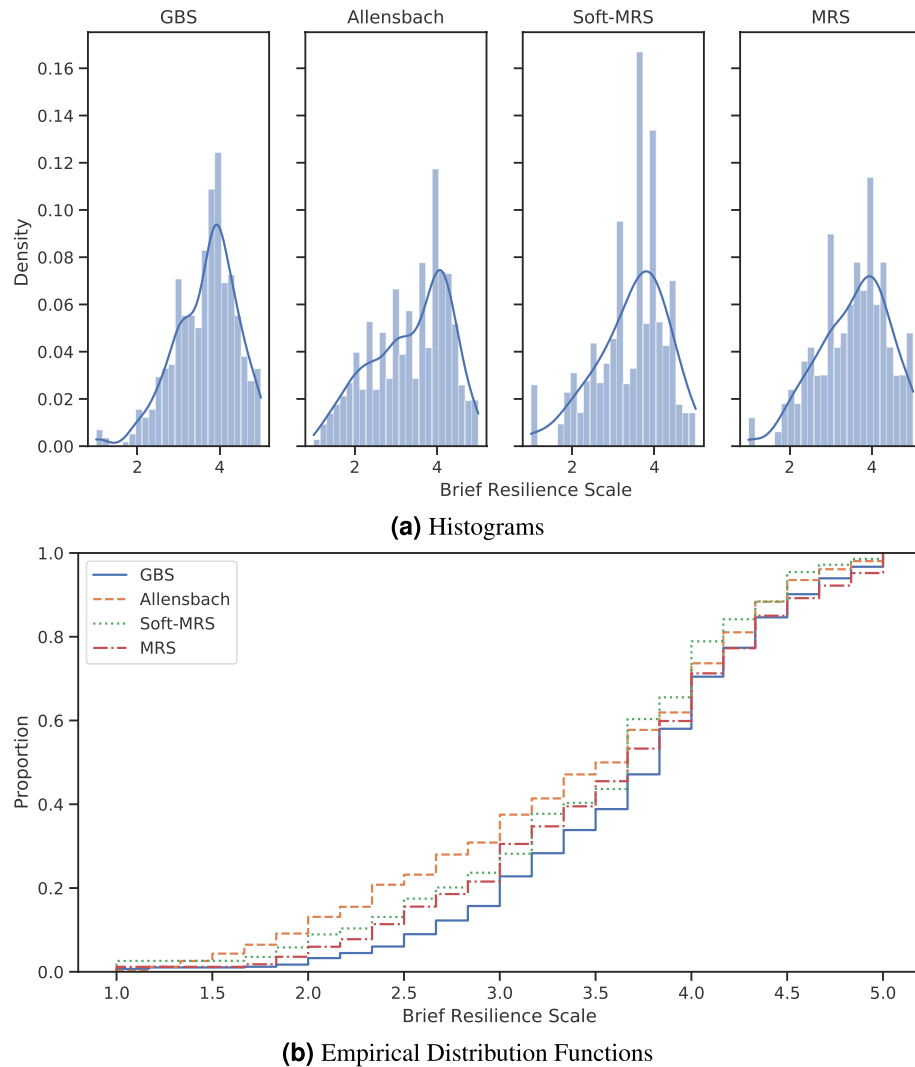 GBS Allensbach Soft-MRS MRS
0.16
0.14
0.12
0.10
0.08
0.06
0.04
0.02
0.00
Density
2 4 2 4 2 4 2 4
Brief Resilience Scale
(a) Histograms
1.0
0.8
0.6
0.4
0.2
0.0
Proportion
GBS
Allensbach
Soft-MRS
MRS
1.0 1.5 2.0 2.5 3.0 3.5 4.0 4.5 5.0
Brief Resilience Scale
(b) Empirical Distribution Functions